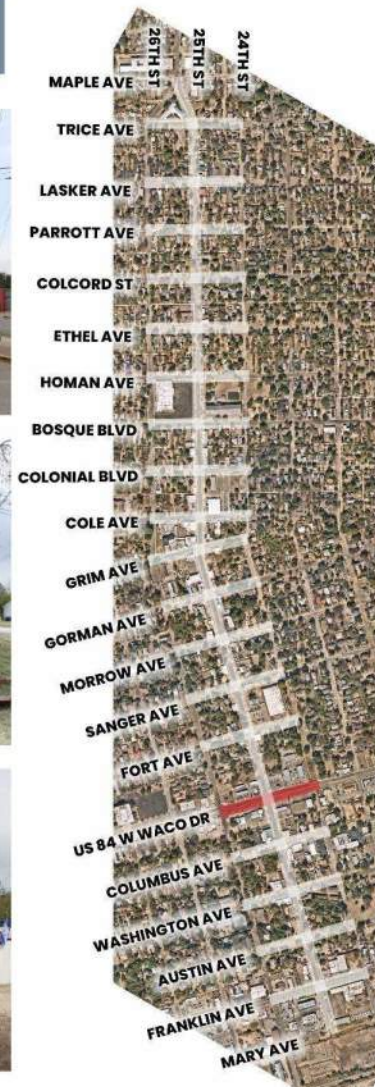 26TH ST
25TH ST
24TH ST
MAPLE AVE
TRICE AVE
LASKER AVE
PARROTT AVE
COLCORD ST
ETHEL AVE
HOMAN AVE
BOSQUE BLVD
COLONIAL BLVD
COLE AVE
GRIM AVE
GORMAN AVE
MORROW AVE
SANGER AVE
FORT AVE
US 84 W WACO DR
COLUMBUS AVE
WASHINGTON AVE
AUSTIN AVE
FRANKLIN AVE
MARY AVE